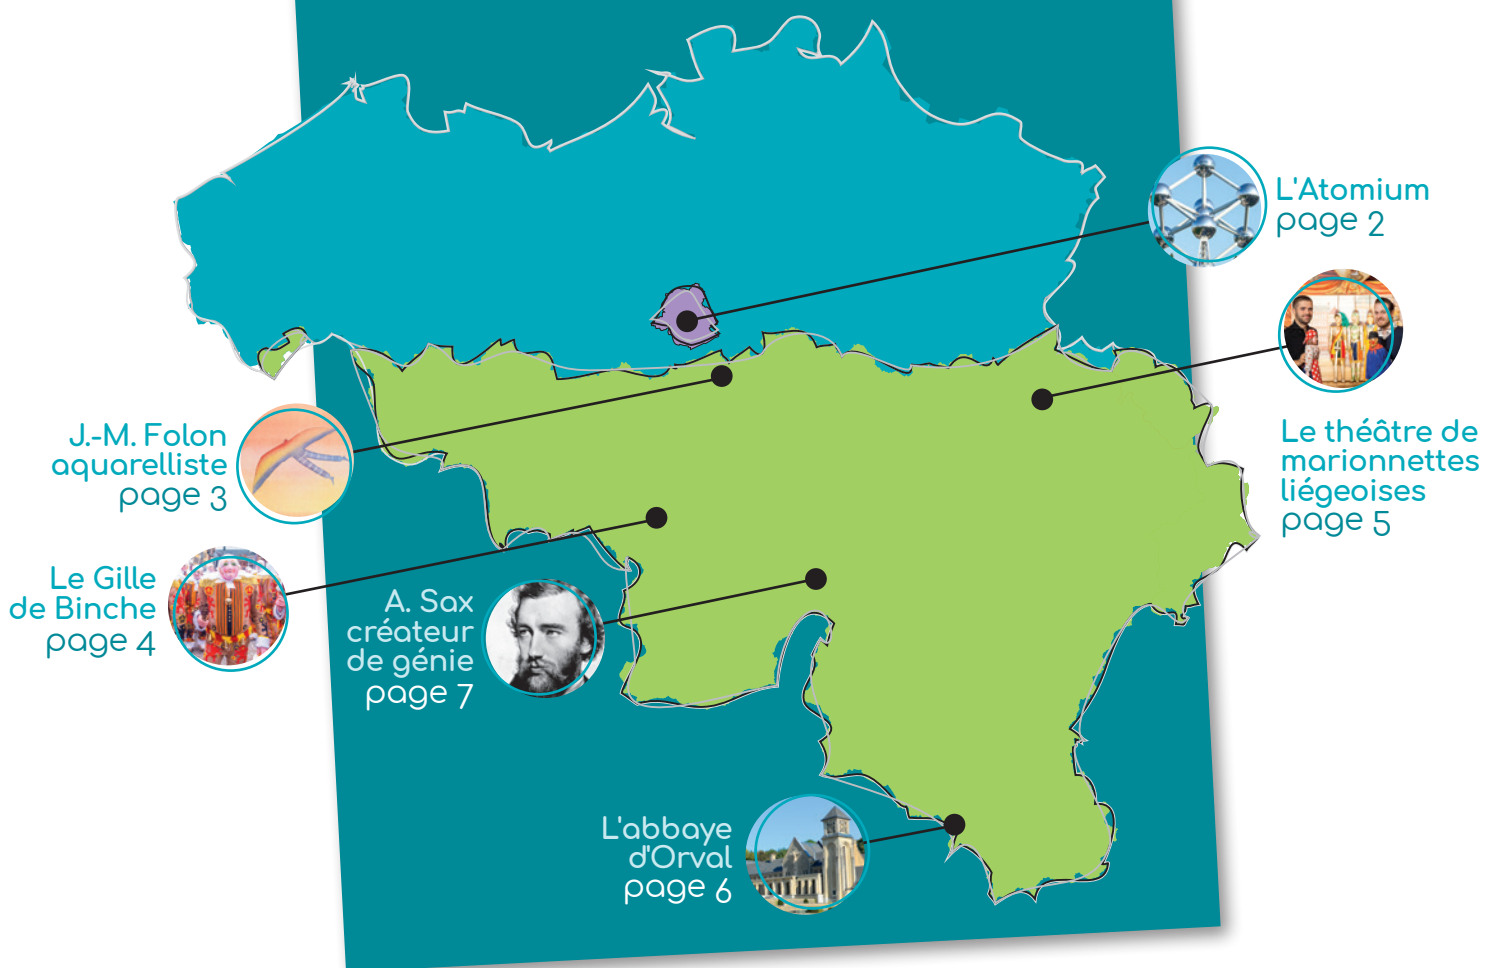 L'Atomium
page 2
J.-M. Folon
aquarelliste
page 3
Le théâtre de
marionnettes
liégeoises
page 5
Le Gille
de Binche
page 4
A. Sax
créateur
de génie
page 7
L'abbaye
d'Orval
page 6